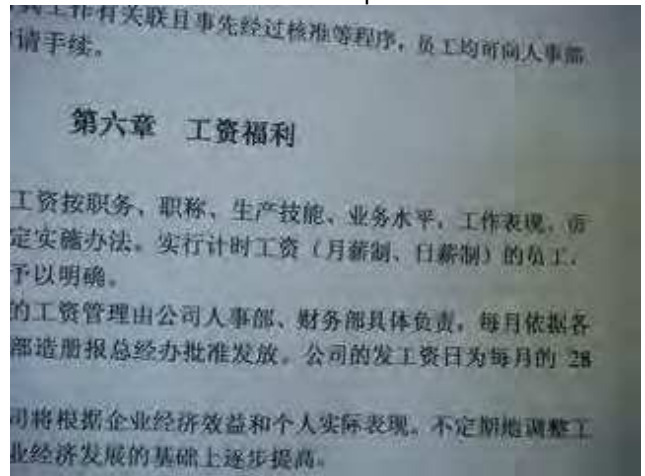 工作有关联且事先经过核准等程序，员工均可向人事部
请手续。
第六章 工资福利
工资按职务、职称、生产技能、业务水平、工作表现、
定实施办法。实行计时工资（月薪制、日薪制）的员工，
予以明确。
的工资管理由公司人事部、财务部具体负责，每月依据各
部造册报总经办批准发放。公司的发工资日为每月的 28
司将根据企业经济效益和个人实际表现。不定期地调整工
业经济发展的基础上逐步提高。